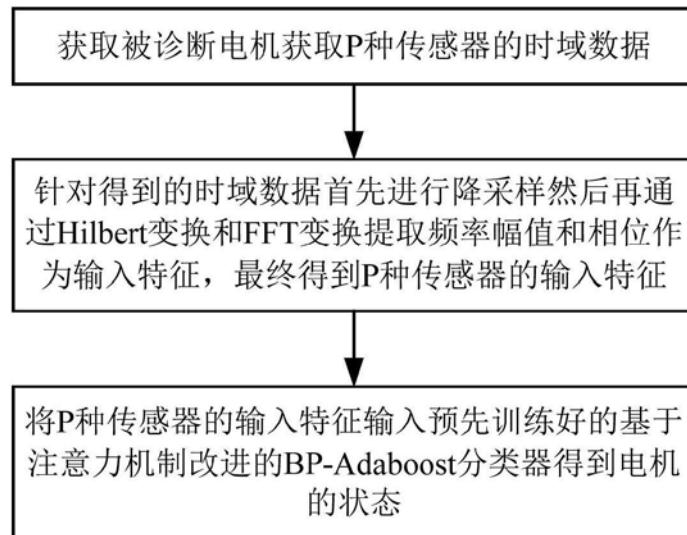 获取被诊断电机获取P种传感器的时域数据
针对得到的时域数据首先进行降采样然后再通
过Hilbert变换和FFT变换提取频率幅值和相位作
为输入特征，最终得到P种传感器的输入特征
将P种传感器的输入特征输入预先训练好的基于
注意力机制改进的BP-Adaboost分类器得到电机
的状态